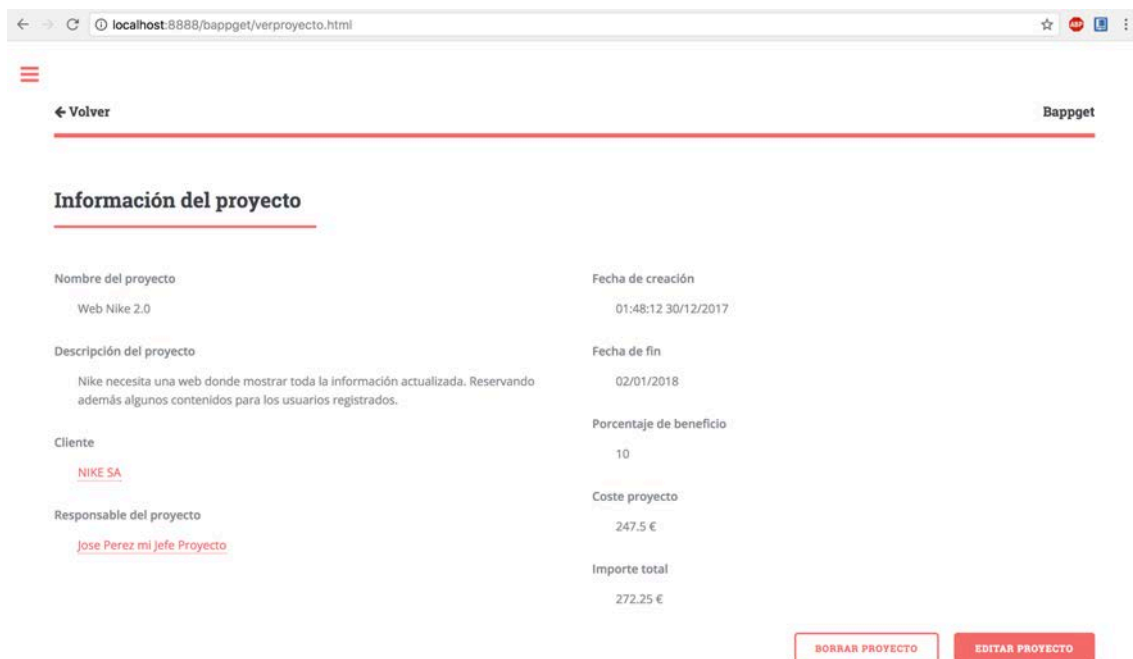 localhost:8888/bappget/verproyecto.html
ABP
Volver
Bappget
Información del proyecto
Nombre del proyecto
Web Nike 2.0
Descripción del proyecto
Nike necesita una web donde mostrar toda la información actualizada. Reservando
además algunos contenidos para los usuarios registrados.
Cliente
NIKE SA
Responsable del proyecto
Jose Perez mi Jefe Proyecto
Fecha de creación
01:48:12 30/12/2017
Fecha de fin
02/01/2018
Porcentaje de beneficio
10
Coste proyecto
247.5 €
Importe total
272.25 €
BORRAR PROYECTO
EDITAR PROYECTO